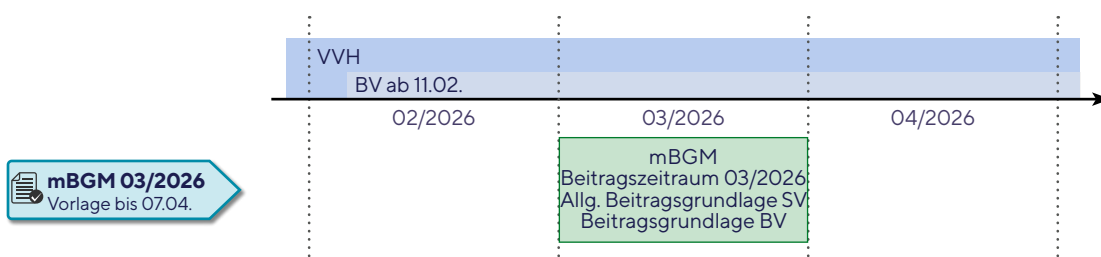 VVH
BV ab 11.02.
02/2026
03/2026
04/2026
mBGM
Beitragszeitraum 03/2026
Allg. Beitragsgrundlage SV
Beitragsgrundlage BV
mBGM 03/2026
Vorlage bis 07.04.